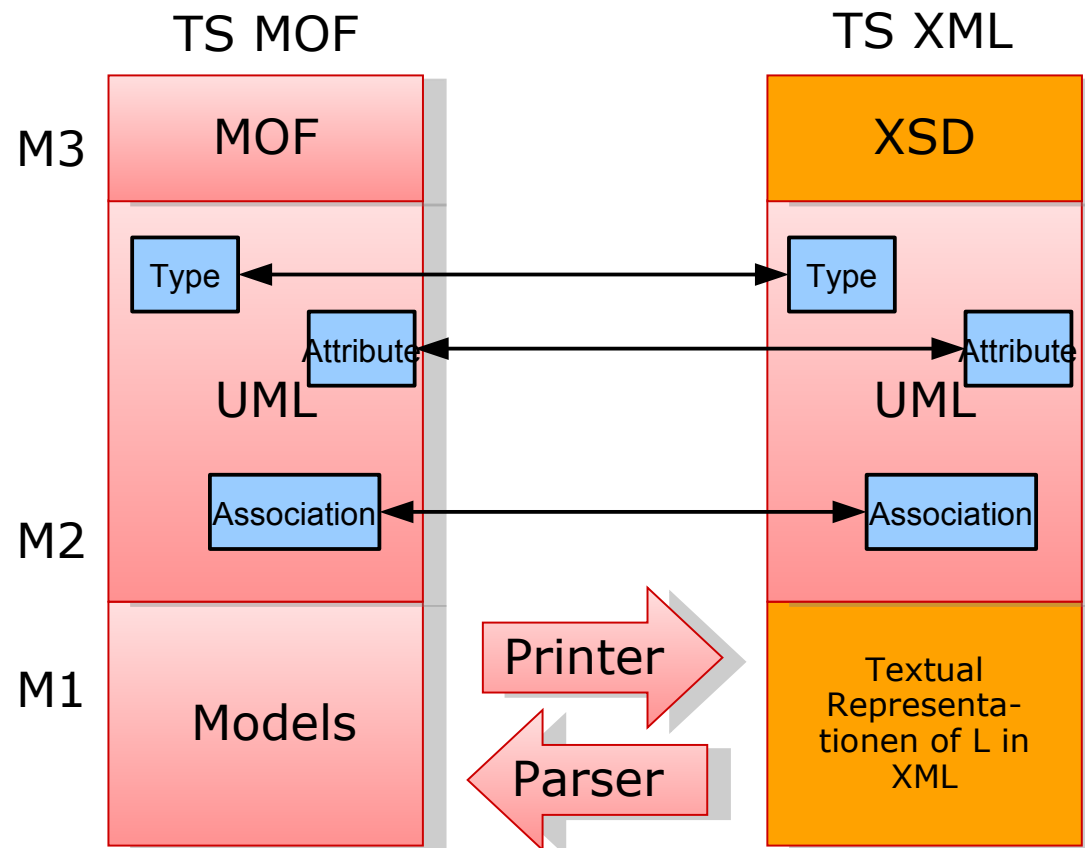 TS MOF
TS XML
M3
MOF
XSD
Type
Type
Attribute
Attribute
UML
UML
Association
Association
M2
M1
Models
Printer
Parser
Textual
Representa-
tionen of L in
XML